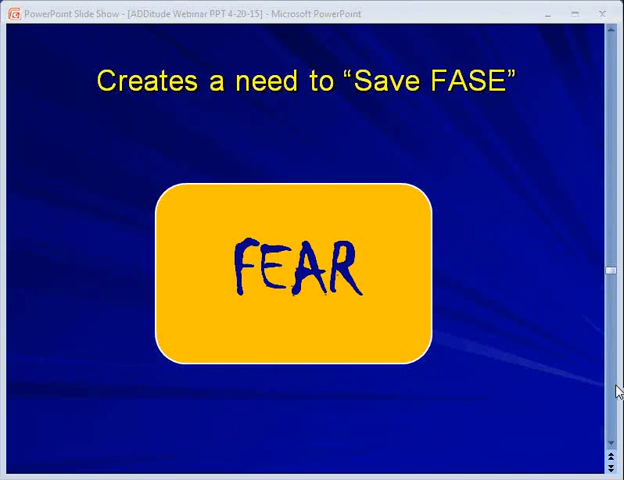 PowerPoint Slide Show - [ADDitude Webinar PPT 4-20-15] - Microsoft PowerPoint
Creates a need to “Save FASE”
FEAR